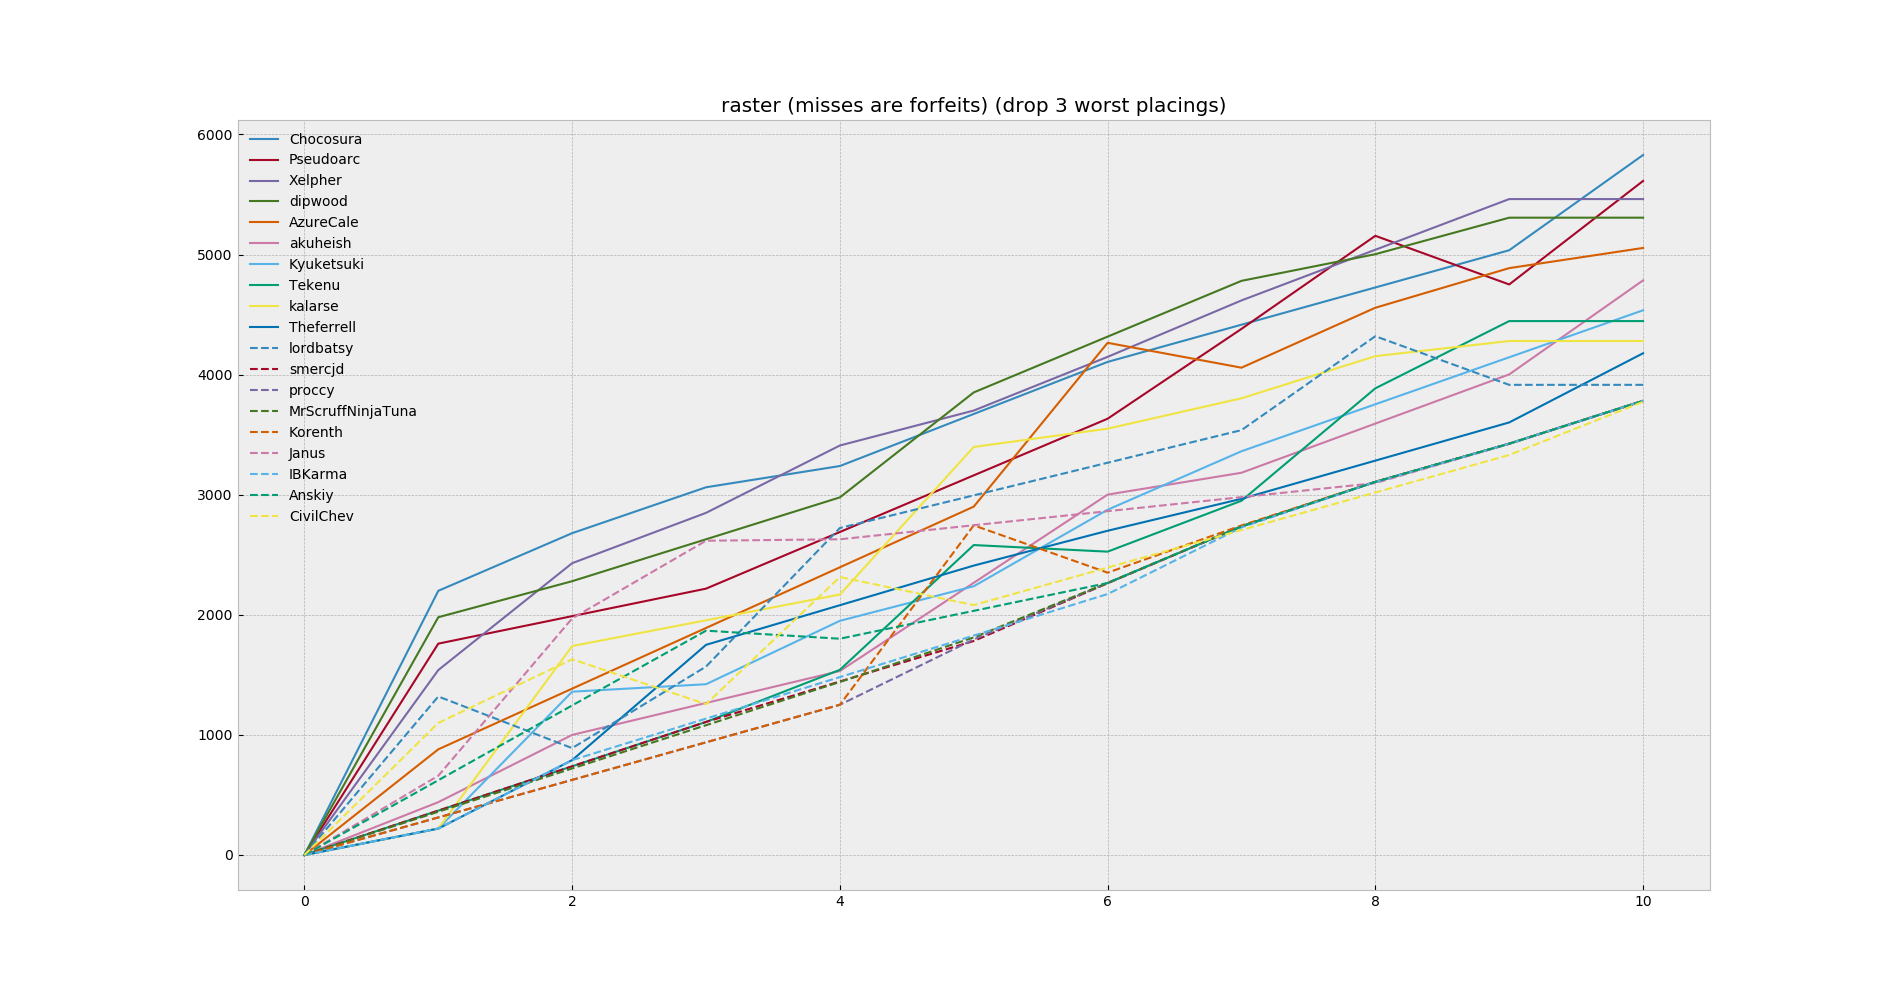 raster (misses are forfeits) (drop 3 worst placings)
6000
5000
4000
3000
2000
1000
0
Chocosura
Pseudoarc
Xelpher
dipwood
AzureCale
akuheish
Kyuketsuki
Tekenu
kalarse
Theferrell
lordbatsy
smercjd
proccy
MrScruffNinjaTuna
Korenth
Janus
IBKarma
Anskiy
CivilChev
0 2 4 6 8 10